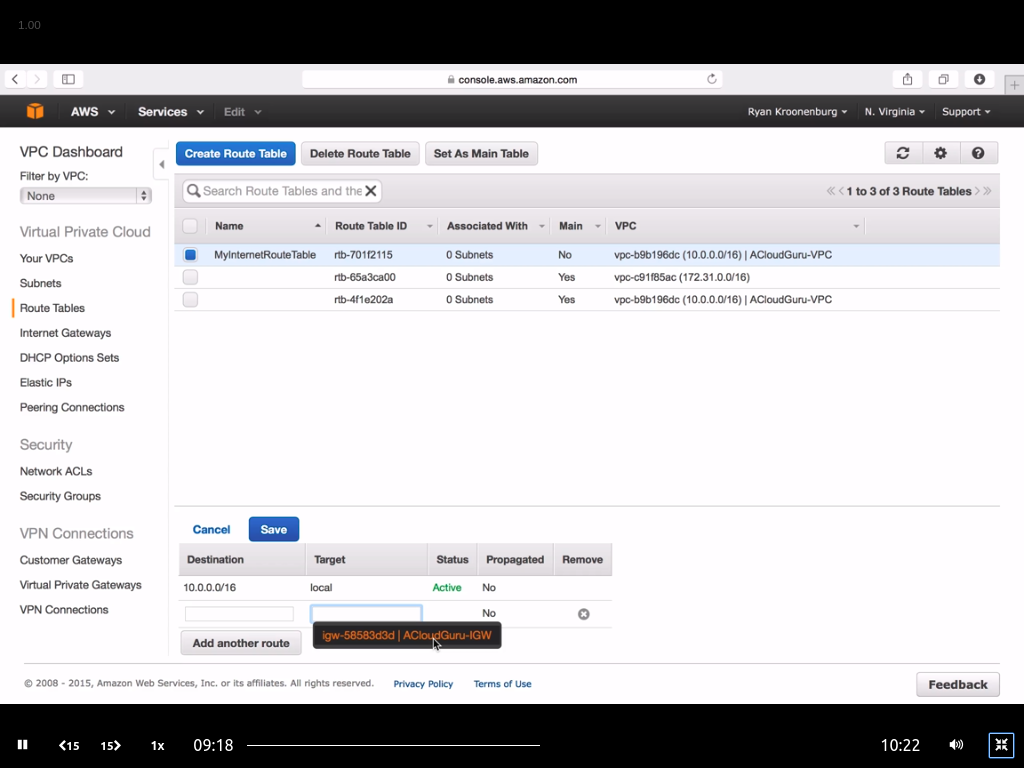 1.00
console.aws.amazon.com
AWS Services Edit Ryan Kroonenburg N. Virginia Support
VPC Dashboard
Filter by VPC:
None
Virtual Private Cloud
Your VPCs
Subnets
Route Tables
Internet Gateways
DHCP Options Sets
Elastic IPs
Peering Connections
Security
Network ACLs
Security Groups
VPN Connections
Customer Gateways
Virtual Private Gateways
VPN Connections
Create Route Table Delete Route Table Set As Main Table
Search Route Tables and the 1 to 3 of 3 Route Tables
Name Route Table ID Associated With Main VPC
MyInternetRouteTable rtb-701f2115 0 Subnets No vpc-b9b196dc (10.0.0.0/16) | ACloudGuru-VPC
rtb-65a3ca00 0 Subnets Yes vpc-c91f85ac (172.31.0.0/16)
rtb-4f1e202a 0 Subnets Yes vpc-b9b196dc (10.0.0.0/16) | ACloudGuru-VPC
Cancel Save
Destination Target Status Propagated Remove
10.0.0.0/16 local Active No
No
igw-58583d3d | ACloudGuru-IGW
Add another route
© 2008 - 2015, Amazon Web Services, Inc. or its affiliates. All rights reserved. Privacy Policy Terms of Use
Feedback
15 15 1x 09:18 10:22